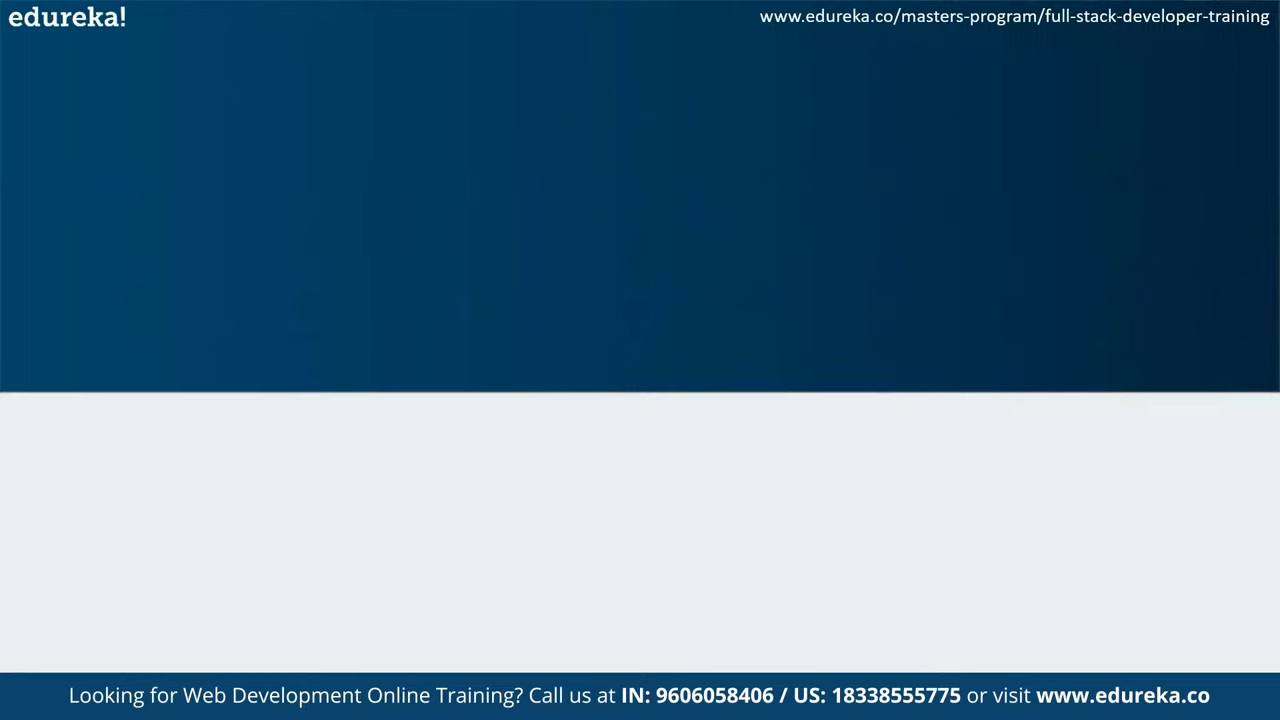 edureka!
www.edureka.co/masters-program/full-stack-developer-training
Looking for Web Development Online Training? Call us at IN: 9606058406 / US: 18338555775 or visit www.edureka.co